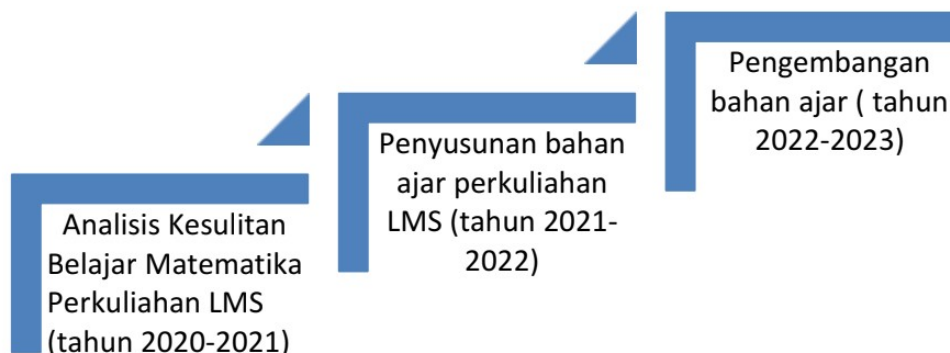 Analisis Kesulitan
Belajar Matematika
Perkuliahan LMS
(tahun 2020-2021)
Penyusunan bahan
ajar perkuliahan
LMS (tahun 2021-
2022)
Pengembangan
bahan ajar ( tahun
2022-2023)